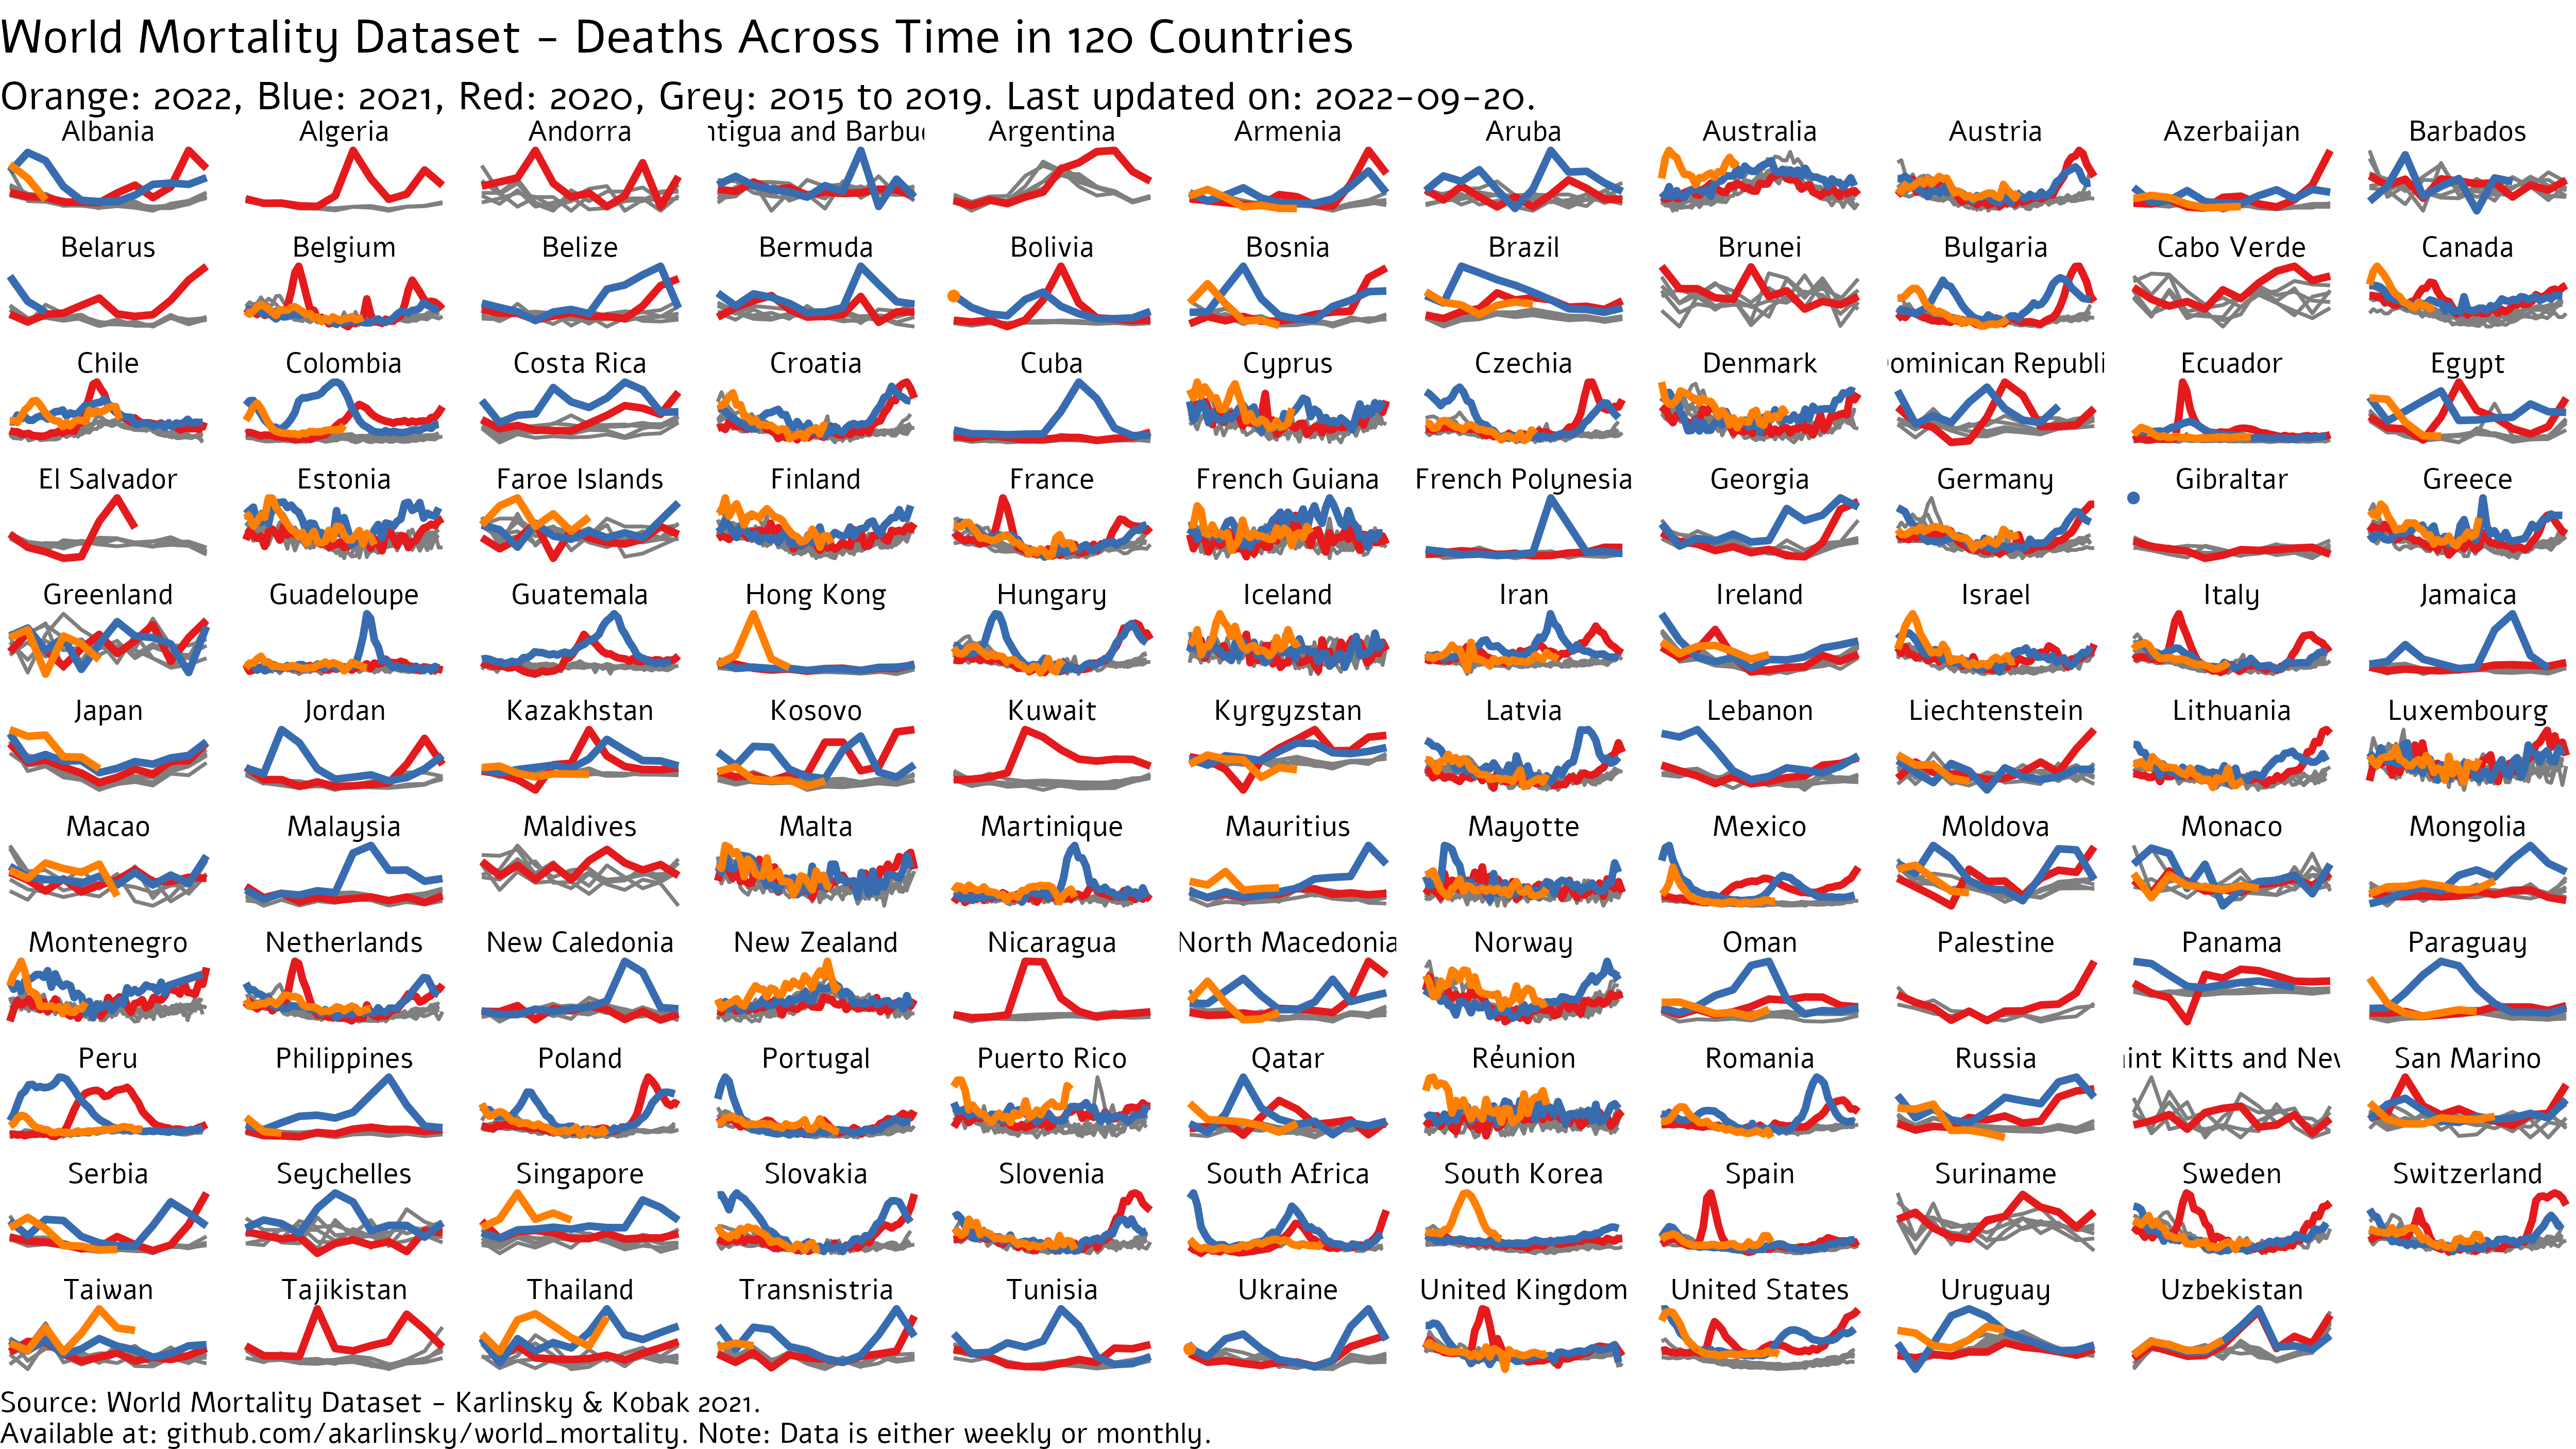 World Mortality Dataset - Deaths Across Time in 120 Countries
Orange: 2022, Blue: 2021, Red: 2020, Grey: 2015 to 2019. Last updated on: 2022-09-20.
Albania Algeria Andorra ntigua and Barbu Argentina Armenia Aruba Australia Austria Azerbaijan Barbados
Belarus Belgium Belize Bermuda Bolivia Bosnia Brazil Brunei Bulgaria Cabo Verde Canada
Chile Colombia Costa Rica Croatia Cuba Cyprus Czechia Denmark ominican Republi Ecuador Egypt
El Salvador Estonia Faroe Islands Finland France French Guiana French Polynesia Georgia Germany Gibraltar Greece
Greenland Guadeloupe Guatemala Hong Kong Hungary Iceland Iran Ireland Israel Italy Jamaica
Japan Jordan Kazakhstan Kosovo Kuwait Kyrgyzstan Latvia Lebanon Liechtenstein Lithuania Luxembourg
Macao Malaysia Maldives Malta Martinique Mauritius Mayotte Mexico Moldova Monaco Mongolia
Montenegro Netherlands New Caledonia New Zealand Nicaragua North Macedonia Norway Oman Palestine Panama Paraguay
Peru Philippines Poland Portugal Puerto Rico Qatar Réunion Romania Russia int Kitts and Nev San Marino
Serbia Seychelles Singapore Slovakia Slovenia South Africa South Korea Spain Suriname Sweden Switzerland
Taiwan Tajikistan Thailand Transnistria Tunisia Ukraine United Kingdom United States Uruguay Uzbekistan
Source: World Mortality Dataset - Karlinsky & Kobak 2021.
Available at: github.com/akarlinsky/world_mortality. Note: Data is either weekly or monthly.